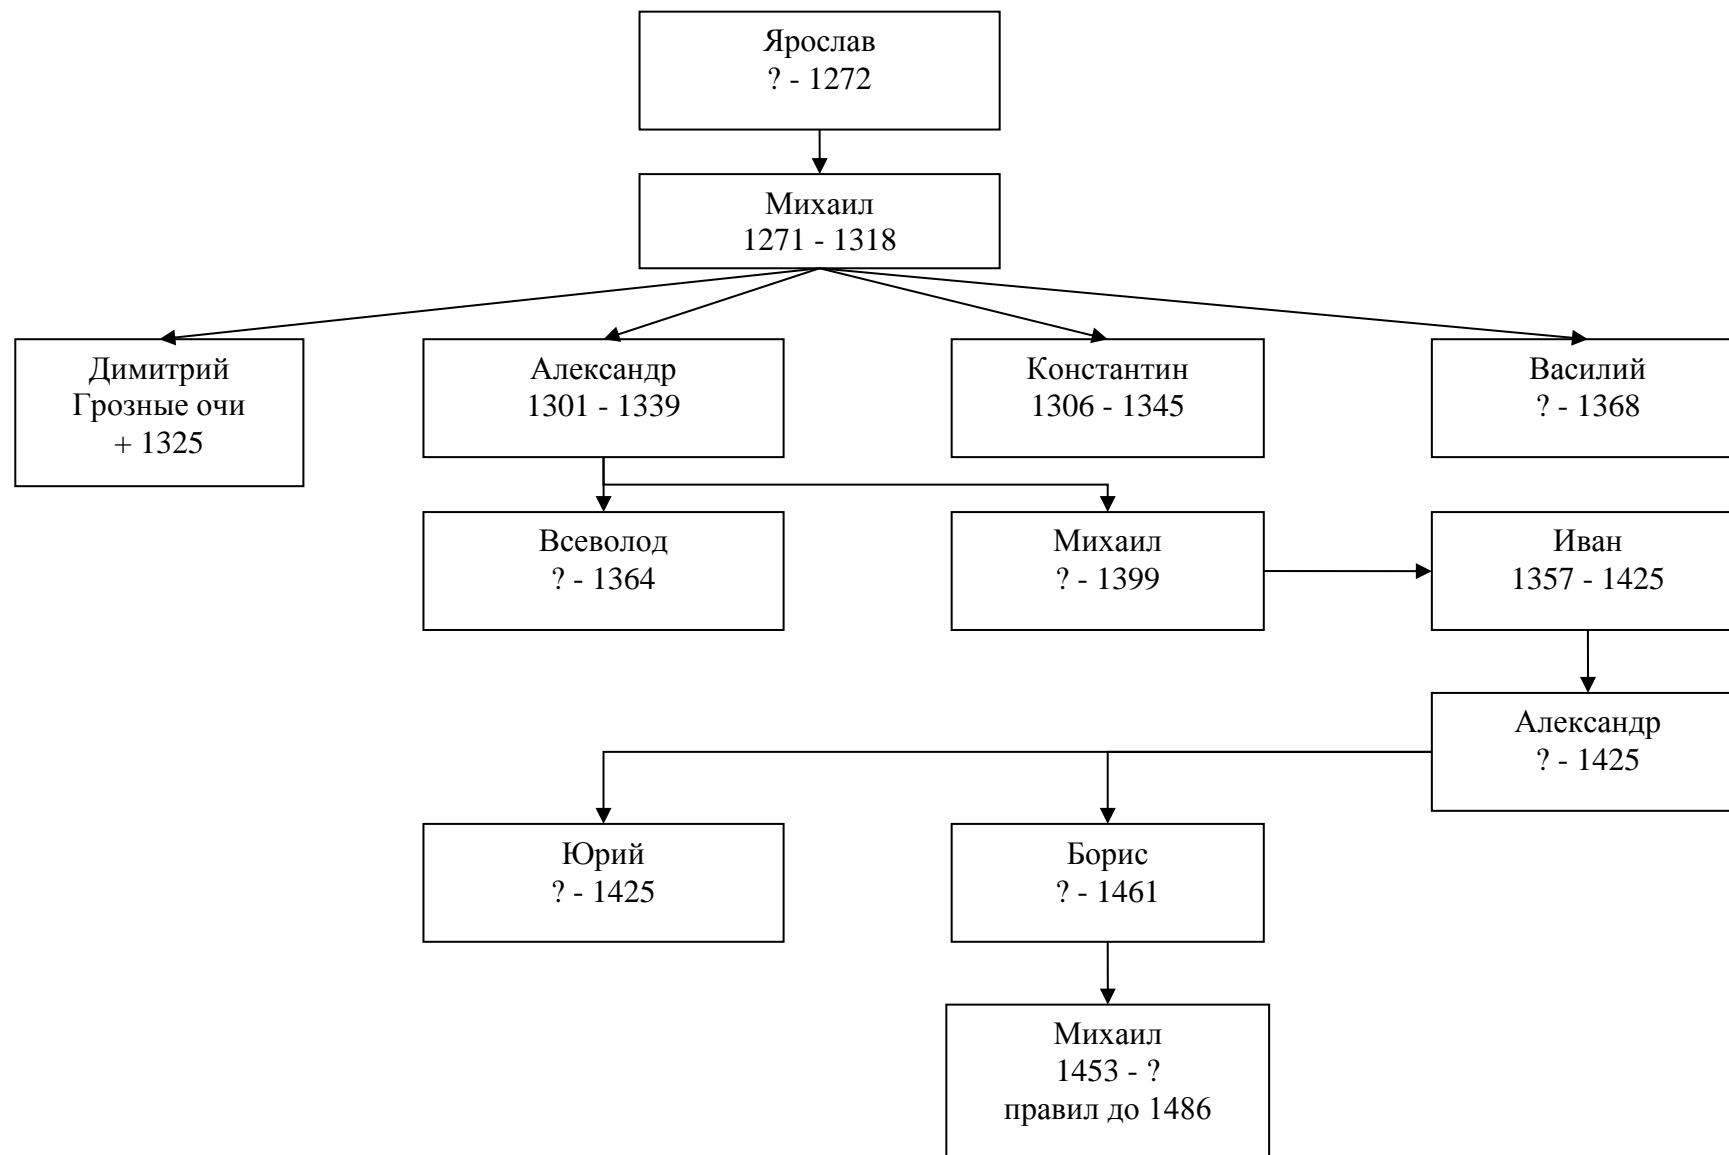 Ярослав
? - 1272
Михаил
1271 - 1318
Димитрий
Грозные очи
+ 1325
Александр
1301 - 1339
Константин
1306 - 1345
Василий
? - 1368
Всеволод
? - 1364
Михаил
? - 1399
Иван
1357 - 1425
Александр
? - 1425
Юрий
? - 1425
Борис
? - 1461
Михаил
1453 - ?
правил до 1486